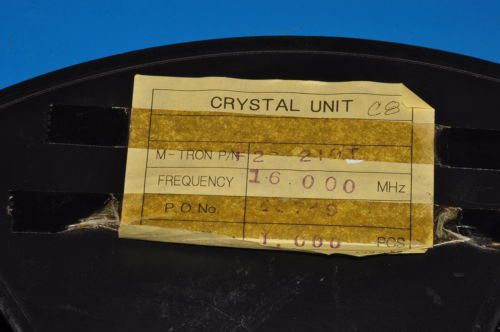 CRYSTAL UNIT C8
M-TRON P/N
FREQUENCY 16.000 MHz
P.O.No.
1,000 PCS